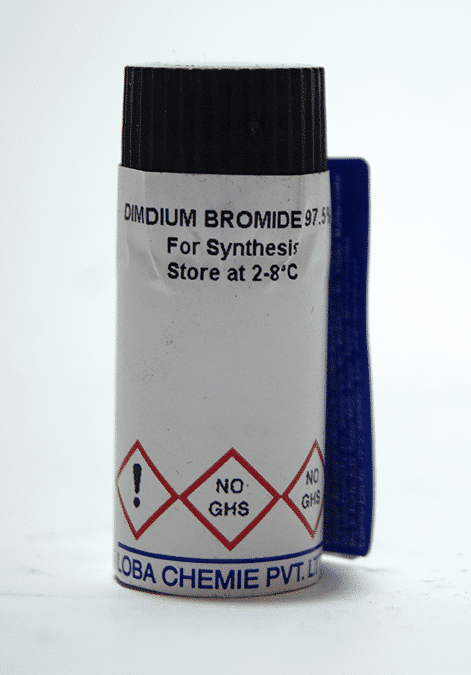 DIMDIUM BROMIDE 97.5%
For Synthesis
Store at 2-8°C
!
NO
GHS
NO
GHS
LOBA CHEMIE PVT. LT